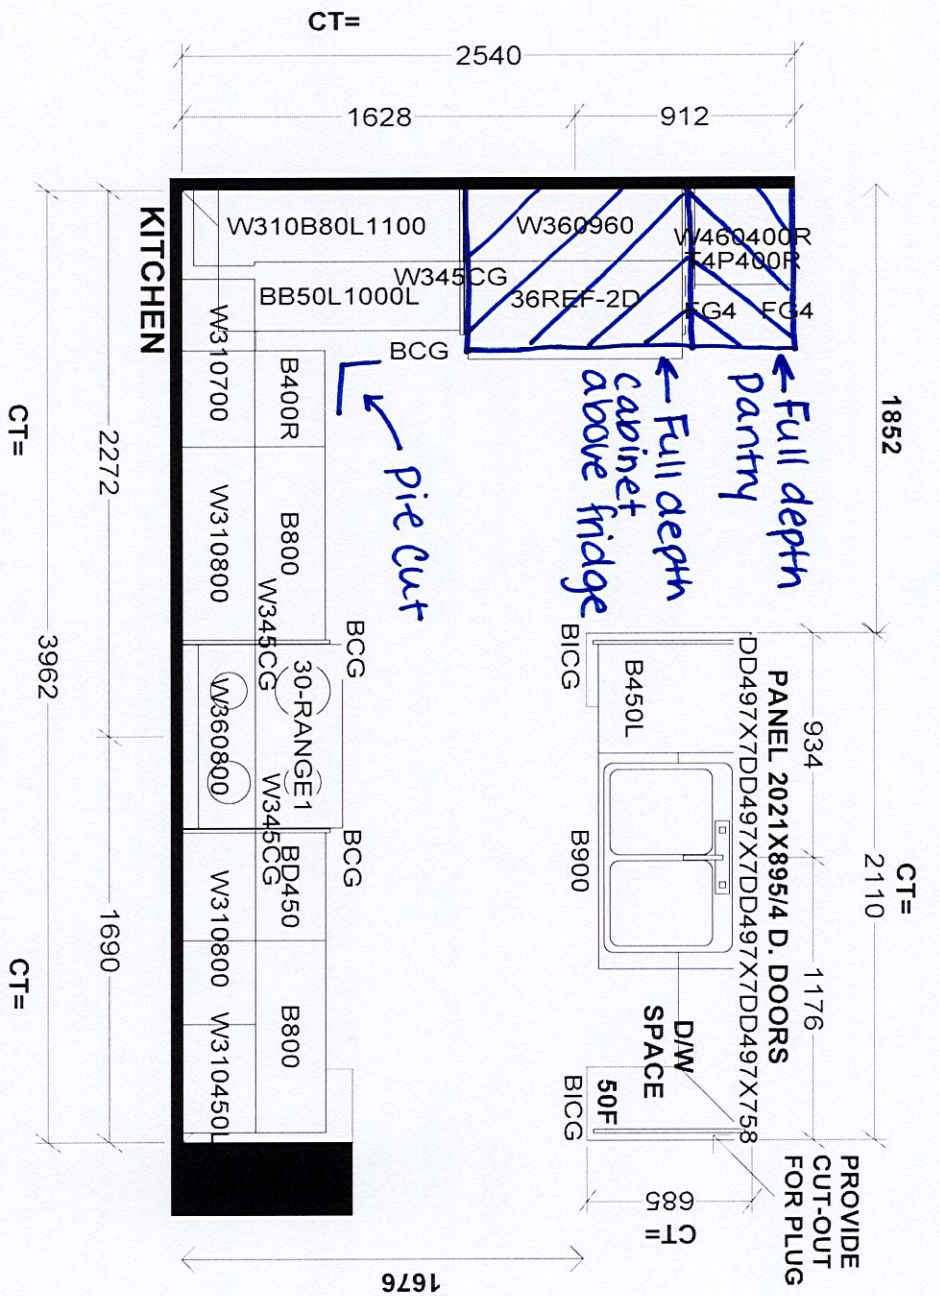 CT=
2540
1628
912
KITCHEN
W310B80L1100
W360960
W460400R
T4P400R
W345CG
BB50L1000L
36REF-2D
FG4
FG4
BCG
W310700
B400R
pie cut
Full depth
cabinet
above fridge
Full depth
pantry
1852
CT=
2272
3962
W310800
B800
W345CG
BCG
BICG
B450L
DD497X7DD497X7DD497X7DD497X758
PANEL 2021X895/4 D. DOORS
934
2110
CT=
W360800
30-RANGE1
W345CG
BCG
B900
1176
1690
CT=
W310800
BD450
W310450L
B800
D/W
SPACE
50F
BICG
PROVIDE
CUT-OUT
FOR PLUG
685
CT=
1676